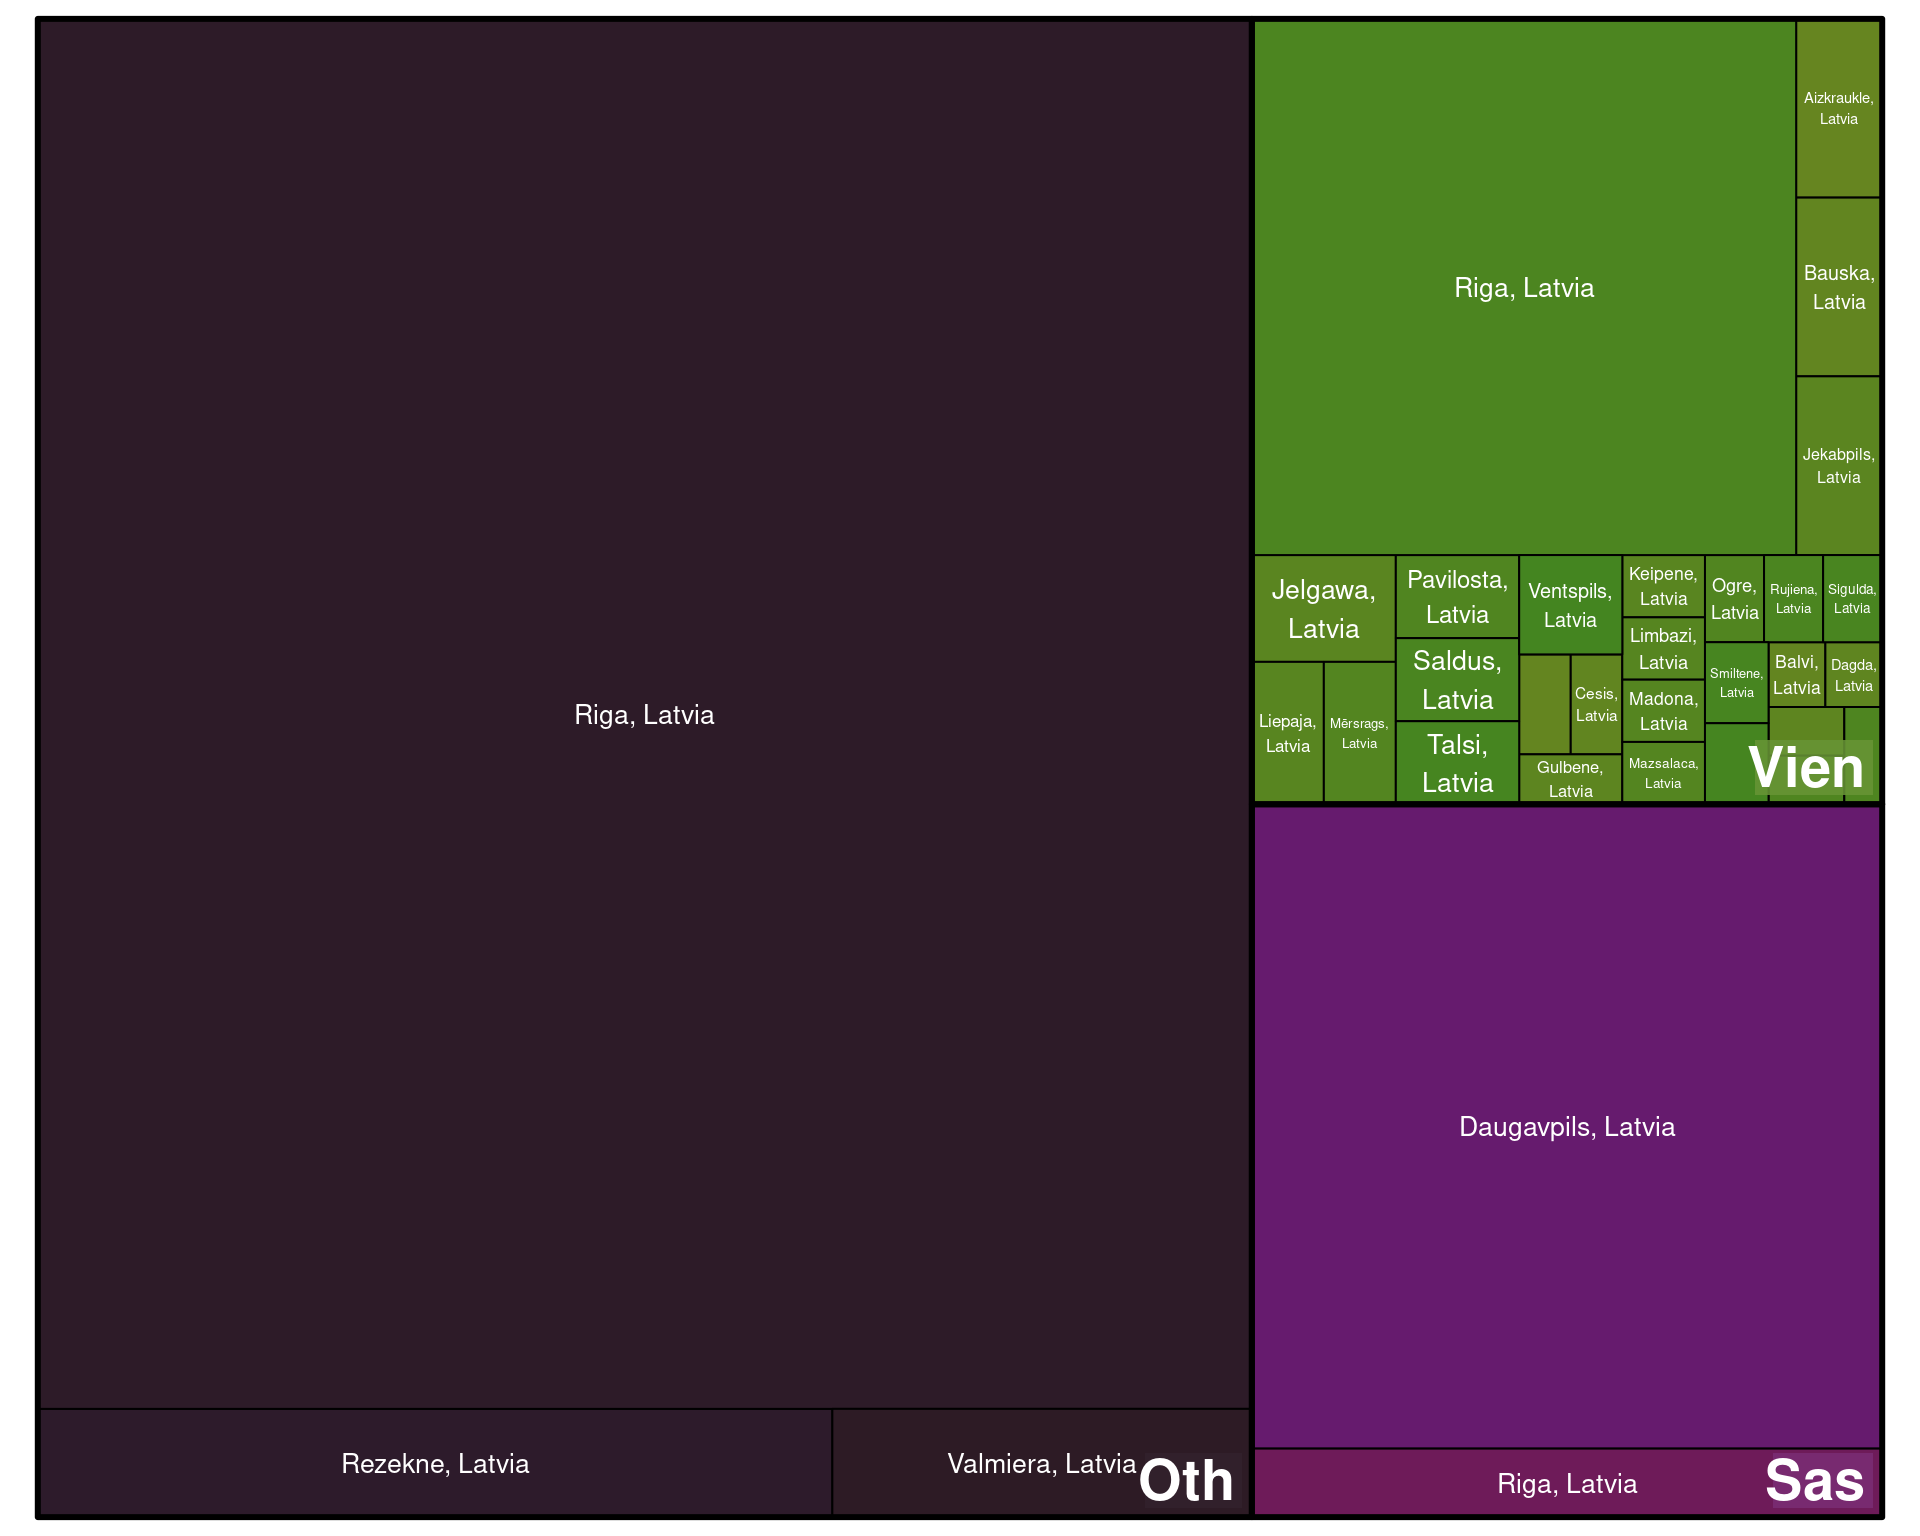 Riga, Latvia
Rezekne, Latvia
Valmiera, Latvia
Oth
Riga, Latvia
Aizkraukle,
Latvia
Bauska,
Latvia
Jekabpils,
Latvia
Jelgawa,
Latvia
Liepaja,
Latvia
Mērsrags,
Latvia
Pavilosta,
Latvia
Saldus,
Latvia
Talsi,
Latvia
Ventspils,
Latvia
Cesis,
Latvia
Gulbene,
Latvia
Keipene,
Latvia
Limbazi,
Latvia
Madona,
Latvia
Mazsalaca,
Latvia
Ogre,
Latvia
Rujiena,
Latvia
Sigulda,
Latvia
Smiltene,
Latvia
Balvi,
Latvia
Dagda,
Latvia
Vien
Daugavpils, Latvia
Riga, Latvia
Sas